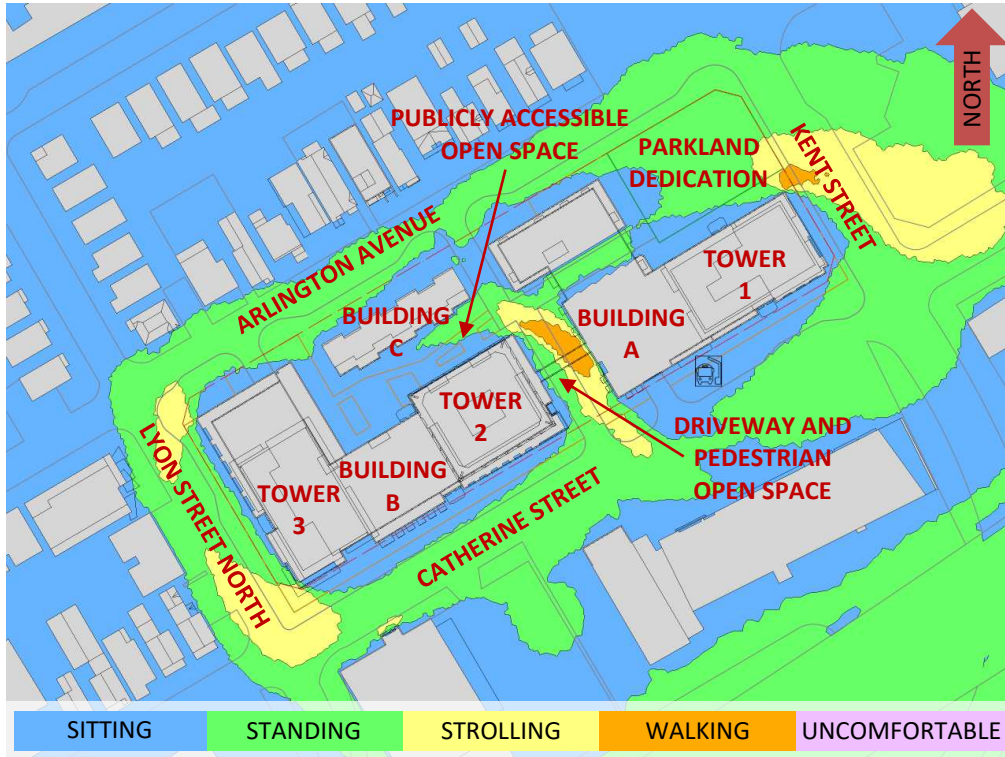 NORTH
PUBLICLY ACCESSIBLE
OPEN SPACE
PARKLAND
DEDICATION
KENT STREET
ARLINGTON AVENUE
TOWER
1
BUILDING
C
BUILDING
A
TOWER
2
DRIVEWAY AND
PEDESTRIAN
OPEN SPACE
LYON STREET NORTH
BUILDING
B
TOWER
3
CATHERINE STREET
SITTING
STANDING
STROLLING
WALKING
UNCOMFORTABLE